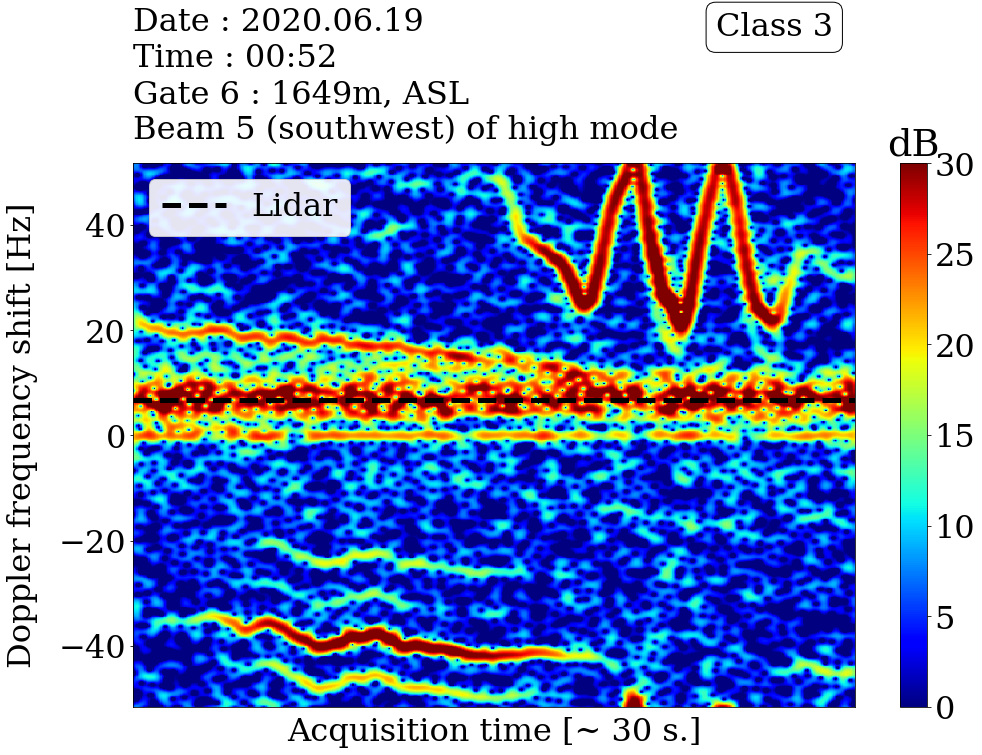 Date : 2020.06.19
Time : 00:52
Gate 6 : 1649m, ASL
Beam 5 (southwest) of high mode
Class 3
dB
Lidar
Doppler frequency shift [Hz]
40
20
0
−20
−40
Acquisition time [~ 30 s.]
30
25
20
15
10
5
0